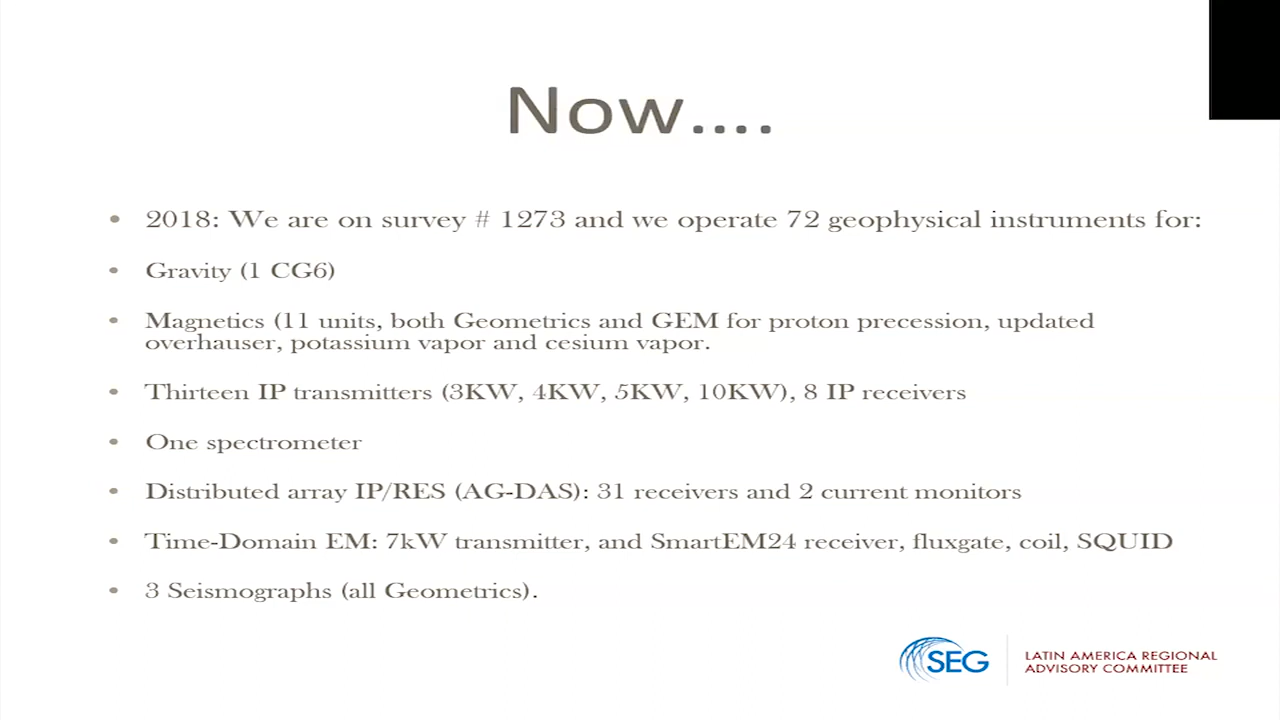 Now....
• 2018: We are on survey # 1273 and we operate 72 geophysical instruments for:
• Gravity (1 CG6)
• Magnetics (11 units, both Geometrics and GEM for proton precession, updated
overhauser, potassium vapor and cesium vapor.
• Thirteen IP transmitters (3KW, 4KW, 5KW, 10KW), 8 IP receivers
• One spectrometer
• Distributed array IP/RES (AG-DAS): 31 receivers and 2 current monitors
• Time-Domain EM: 7kW transmitter, and SmartEM24 receiver, fluxgate, coil, SQUID
• 3 Seismographs (all Geometrics).
SEG
LATIN AMERICA REGIONAL
ADVISORY COMMITTEE